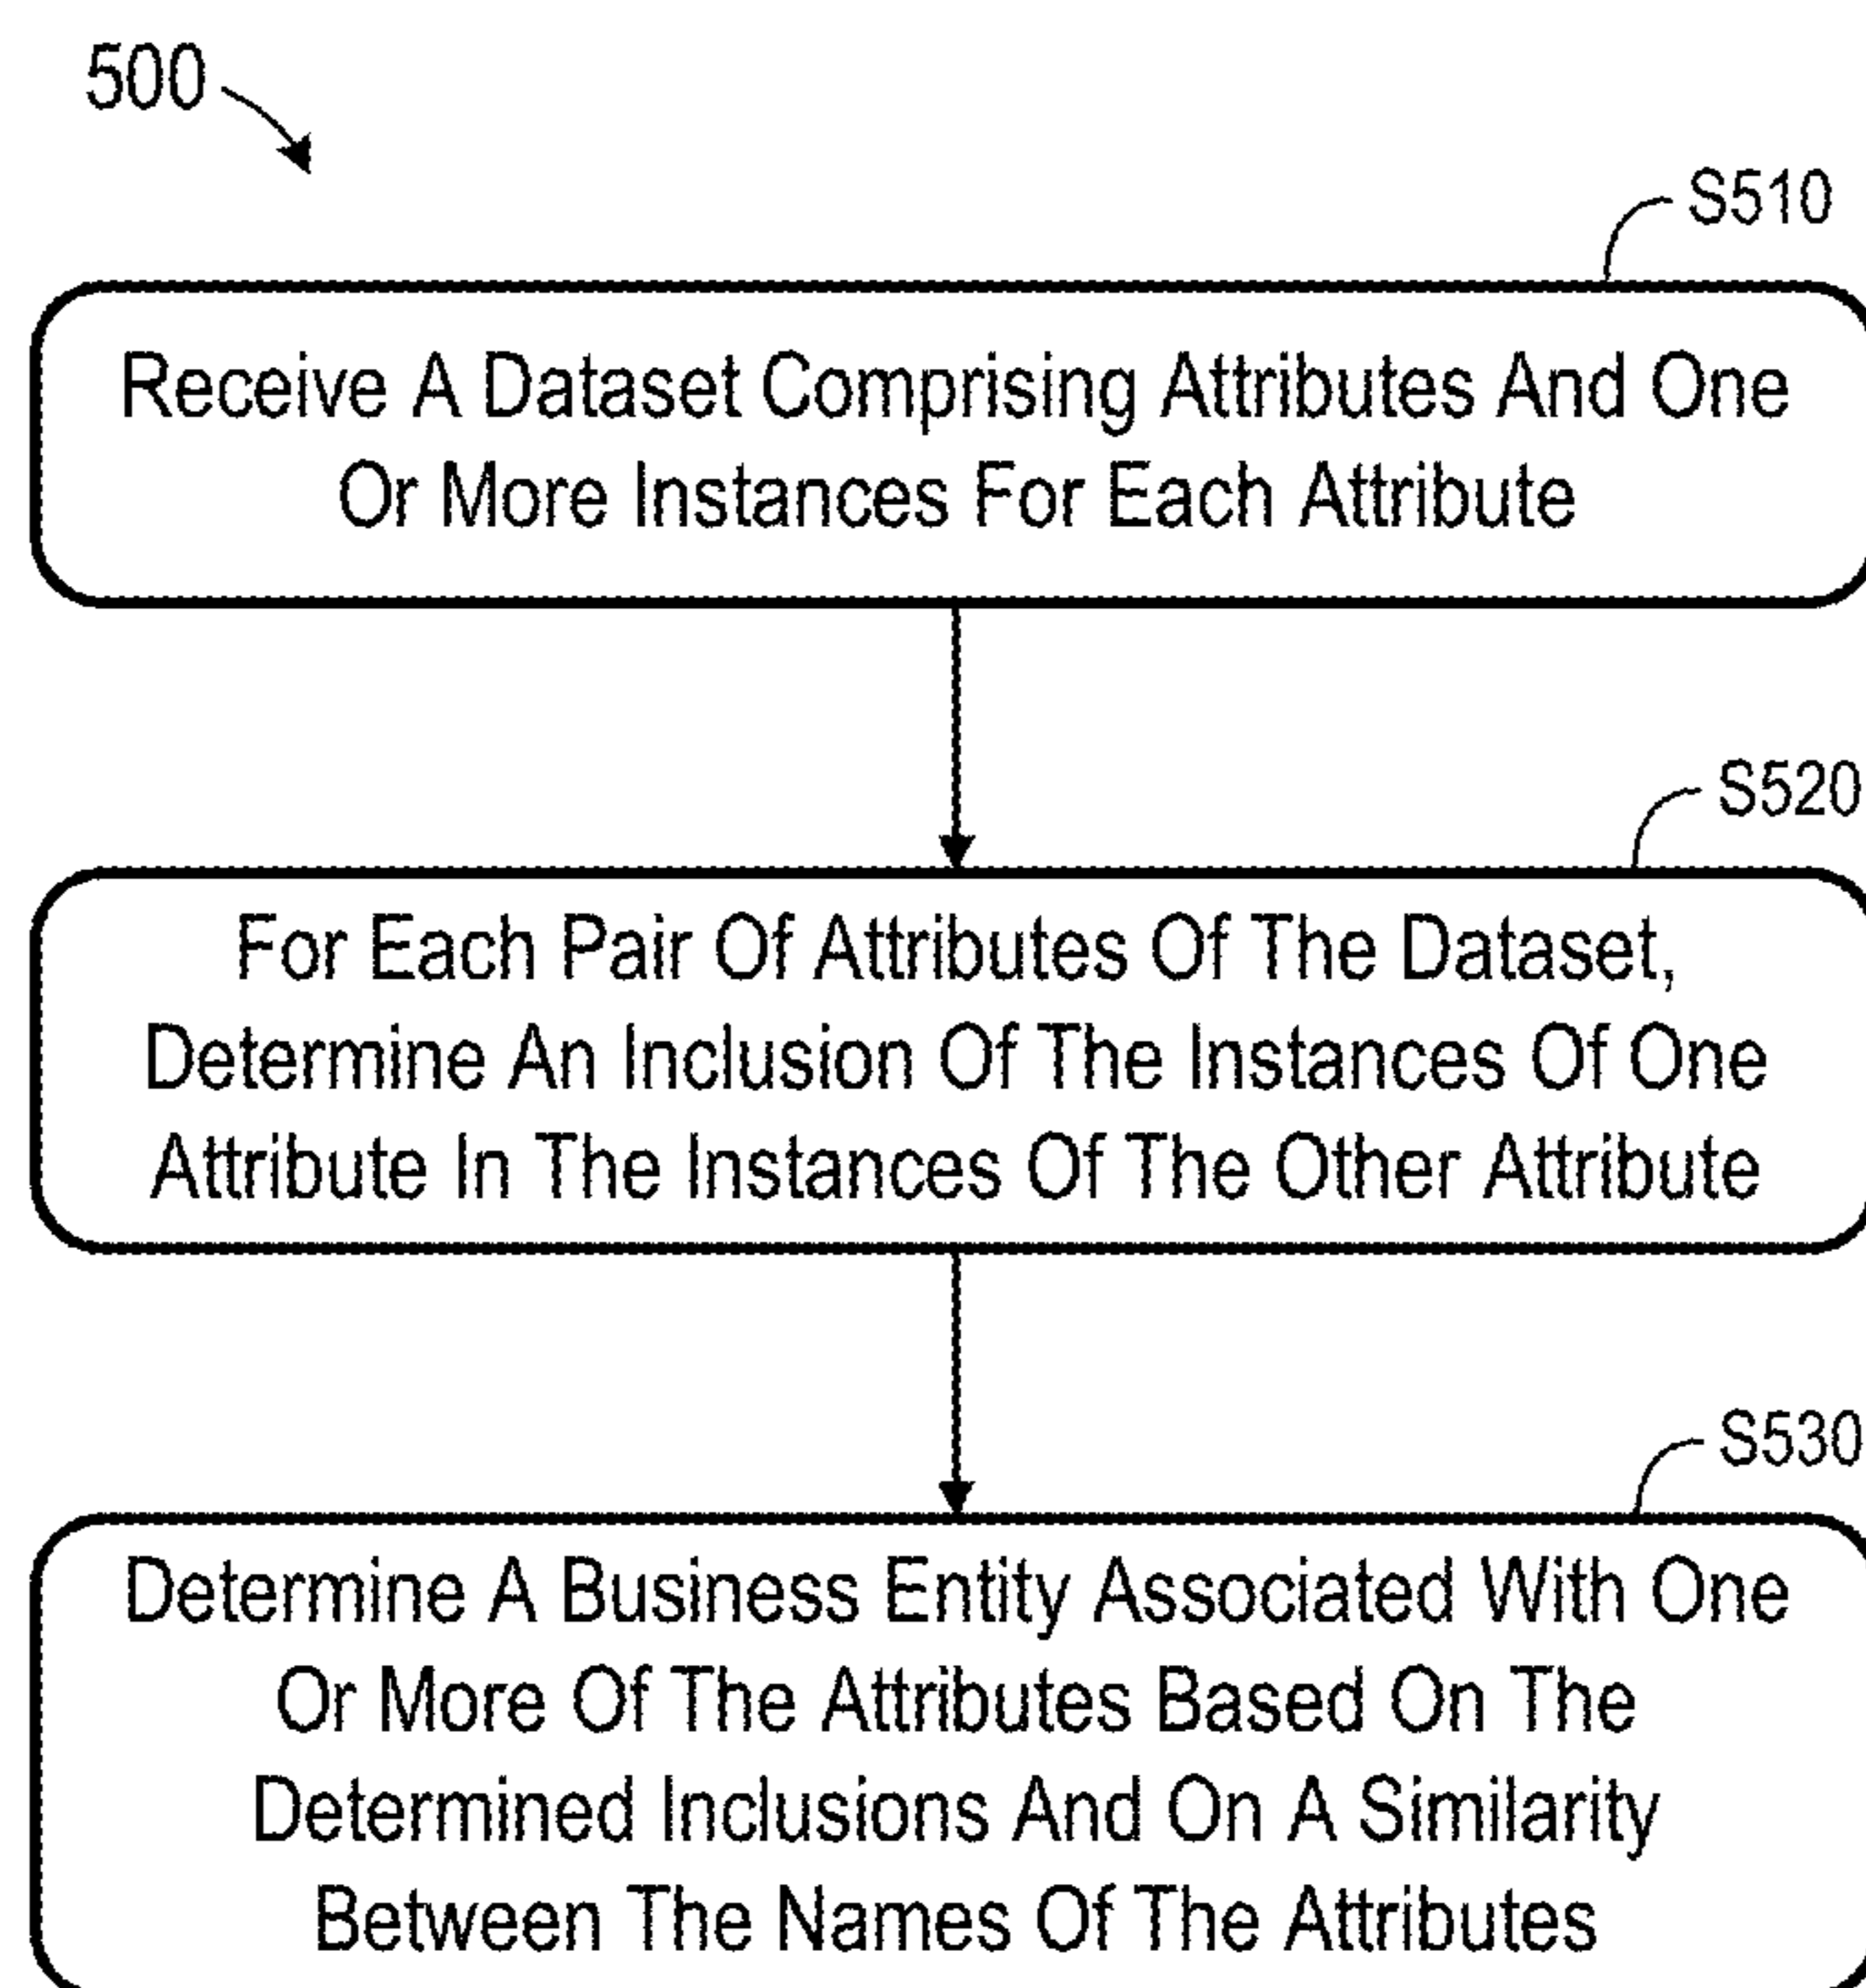 500
S510
Receive A Dataset Comprising Attributes And One
Or More Instances For Each Attribute
S520
For Each Pair Of Attributes Of The Dataset,
Determine An Inclusion Of The Instances Of One
Attribute In The Instances Of The Other Attribute
S530
Determine A Business Entity Associated With One
Or More Of The Attributes Based On The
Determined Inclusions And On A Similarity
Between The Names Of The Attributes